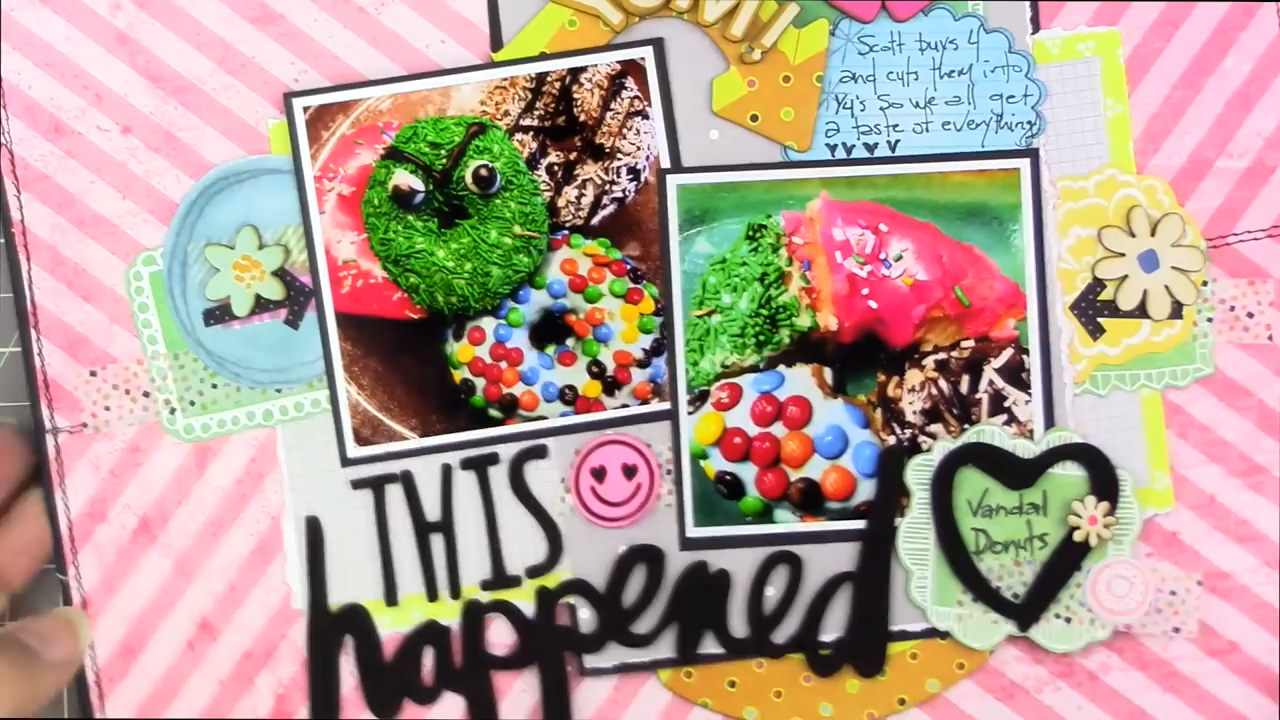 YUM!
Scott buys 4
and cuts them into
1/4's So we all get
a taste of everything
THIS
happened
Vandal
Donuts